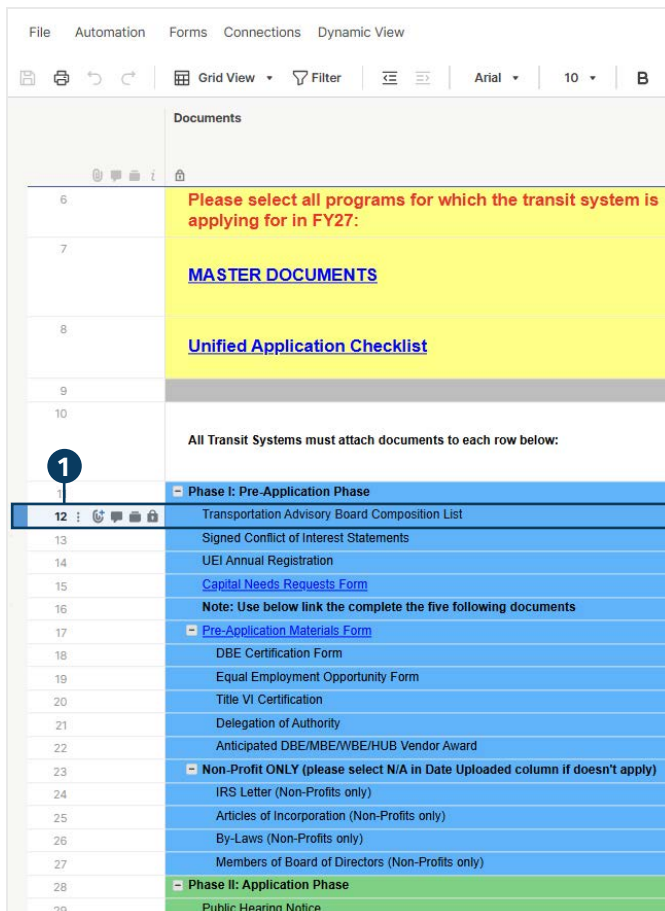 File Automation Forms Connections Dynamic View
Grid View Filter Arial 10 B
Documents
6 Please select all programs for which the transit system is
applying for in FY27:
7
MASTER DOCUMENTS
8
Unified Application Checklist
9
10
All Transit Systems must attach documents to each row below:
1
Phase I: Pre-Application Phase
12 Transportation Advisory Board Composition List
13 Signed Conflict of Interest Statements
14 UEI Annual Registration
15 Capital Needs Requests Form
16 Note: Use below link the complete the five following documents
17 Pre-Application Materials Form
18 DBE Certification Form
19 Equal Employment Opportunity Form
20 Title VI Certification
21 Delegation of Authority
22 Anticipated DBE/MBE/WBE/HUB Vendor Award
23 Non-Profit ONLY (please select N/A in Date Uploaded column if doesn't apply)
24 IRS Letter (Non-Profits only)
25 Articles of Incorporation (Non-Profits only)
26 By-Laws (Non-Profits only)
27 Members of Board of Directors (Non-Profits only)
28 Phase II: Application Phase
29 Public Hearing Notice